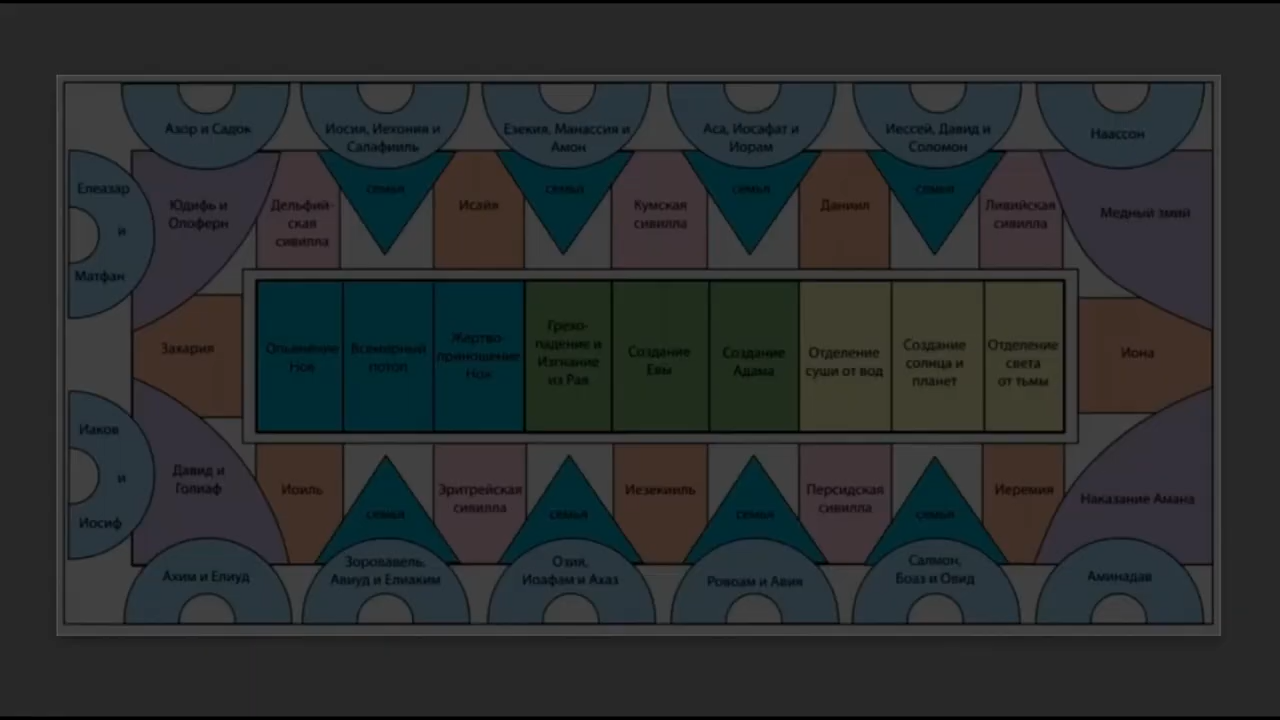 Азор и Садок
Иосия, Иехония и
Салафииль
Езекия, Манассия и
Амон
Аса, Иосафат и
Иорам
Иессей, Давид и
Соломон
Наассон
Елеазар
и
Матфан
Юдифь и
Олоферн
Дельфий-
ская
сивилла
семья
Исайя
семья
Кумская
сивилла
семья
Даниил
семья
Ливийская
сивилла
Медный змий
Захария
Опьянение
Ноя
Всемирный
потоп
Жертво-
приношение
Ноя
Грехо-
падение и
Изгнание
из Рая
Создание
Евы
Создание
Адама
Отделение
суши от вод
Создание
солнца и
планет
Отделение
света
от тьмы
Иона
Иаков
и
Иосиф
Давид и
Голиаф
Иоиль
семья
Эритрейская
сивилла
семья
Иезекииль
семья
Персидская
сивилла
семья
Иеремия
Наказание Амана
Ахим и Елиуд
Зоровавель,
Авиуд и Елиаким
Озия,
Иоафам и Ахаз
Ровоам и Авия
Салмон,
Боаз и Овид
Аминадав